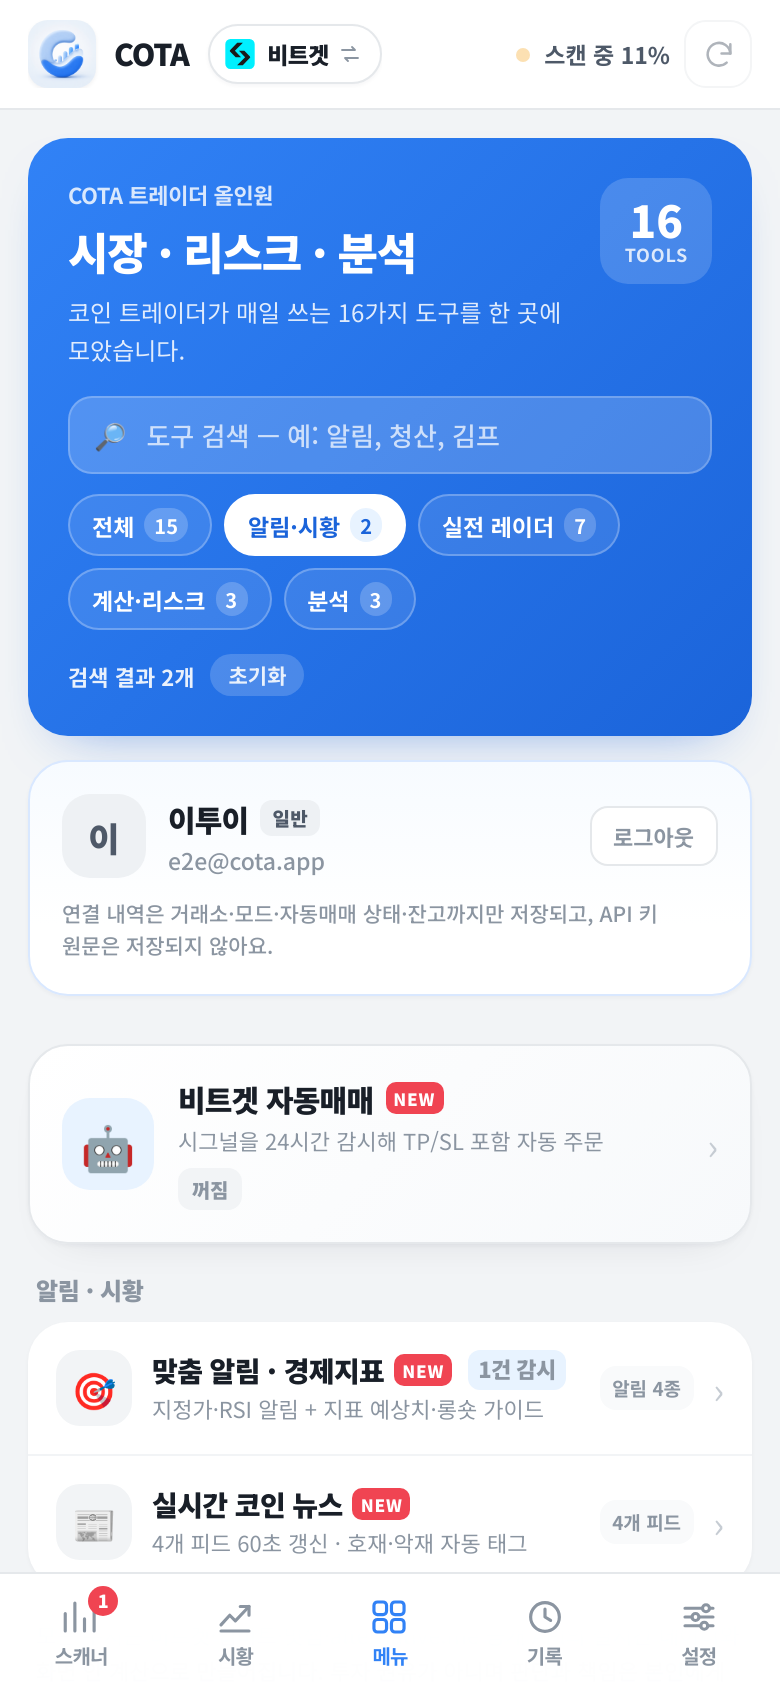 COTA
비트겟
스캔 중 11%
COTA 트레이더 올인원
시장 · 리스크 · 분석
16
TOOLS
코인 트레이더가 매일 쓰는 16가지 도구를 한 곳에
모았습니다.
도구 검색 — 예: 알림, 청산, 김프
전체 15
알림·시황 2
실전 레이더 7
계산·리스크 3
분석 3
검색 결과 2개
초기화
이
이투이 일반
e2e@cota.app
로그아웃
연결 내역은 거래소·모드·자동매매 상태·잔고까지만 저장되고, API 키
원문은 저장되지 않아요.
비트겟 자동매매 NEW
시그널을 24시간 감시해 TP/SL 포함 자동 주문
꺼짐
알림 · 시황
맞춤 알림 · 경제지표 NEW 1건 감시
지정가·RSI 알림 + 지표 예상치·롱숏 가이드
알림 4종
실시간 코인 뉴스 NEW
4개 피드 60초 갱신 · 호재·악재 자동 태그
4개 피드
1
스캐너
시황
메뉴
기록
설정